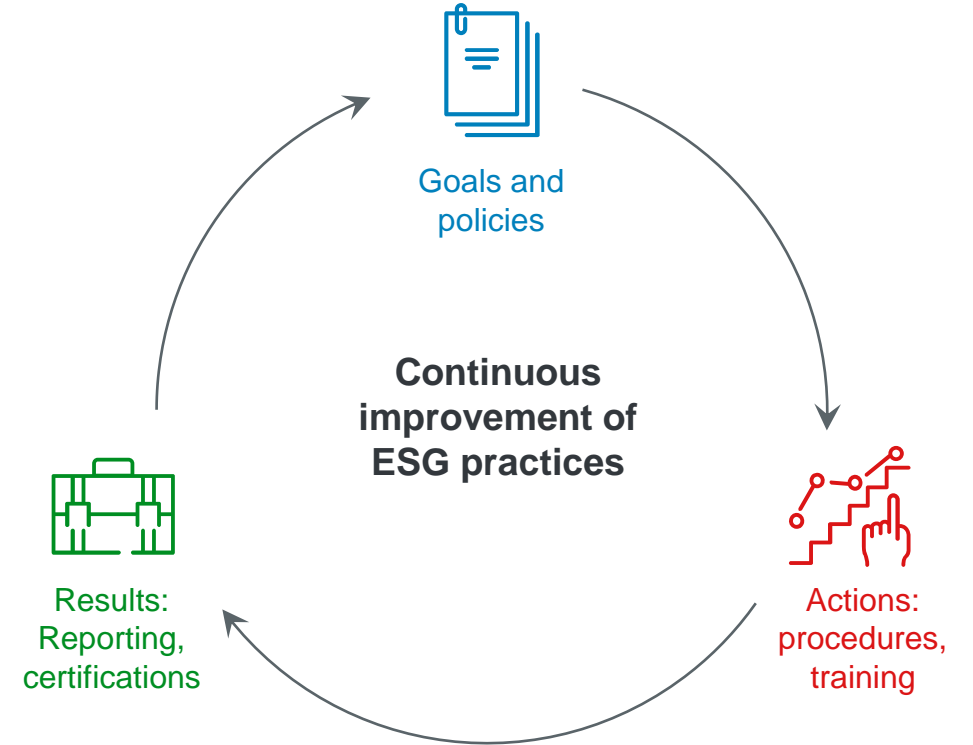 Goals and
policies
Continuous
improvement of
ESG practices
Results:
Reporting,
certifications
Actions:
procedures,
training